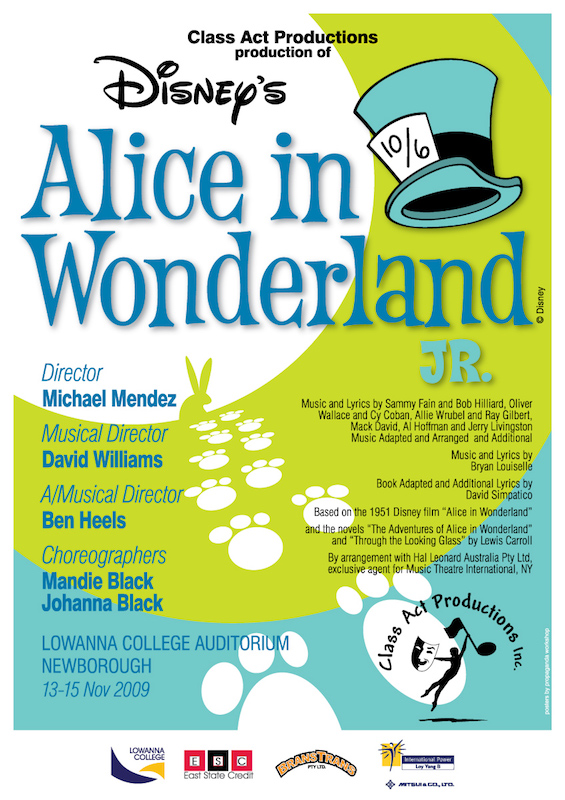 Class Act Productions
production of
Disney's
Alice in
10/6
Wonderland
© Disney
JR.
Director
Michael Mendez
Musical Director
David Williams
A/Musical Director
Ben Heels
Choreographers
Mandie Black
Johanna Black
LOWANNA COLLEGE AUDITORIUM
NEWBOROUGH
13-15 Nov 2009
Music and Lyrics by Sammy Fain and Bob Hilliard, Oliver
Wallace and Cy Coban, Allie Wrubel and Ray Gilbert,
Mack David, Al Hoffman and Jerry Livingston
Music Adapted and Arranged and Additional
Music and Lyrics by
Bryan Louiselle
Book Adapted and Additional Lyrics by
David Simpatico
Based on the 1951 Disney film "Alice in Wonderland"
and the novels "The Adventures of Alice in Wonderland"
and "Through the Looking Glass" by Lewis Carroll
By arrangement with Hal Leonard Australia Pty Ltd,
exclusive agent for Music Theatre International, NY
Class Act Productions Inc.
posters by propaganda workshop
LOWANNA
COLLEGE
ESC
East State Credit
BRANSTRANS
PTY LTD.
International Power
Loy Yang B
MITSUI & CO., LTD.